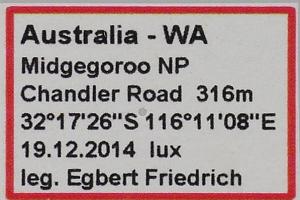 Australia - WA
Midgegoroo NP
Chandler Road 316m
32°17'26"S 116°11'08"E
19.12.2014 lux
leg. Egbert Friedrich